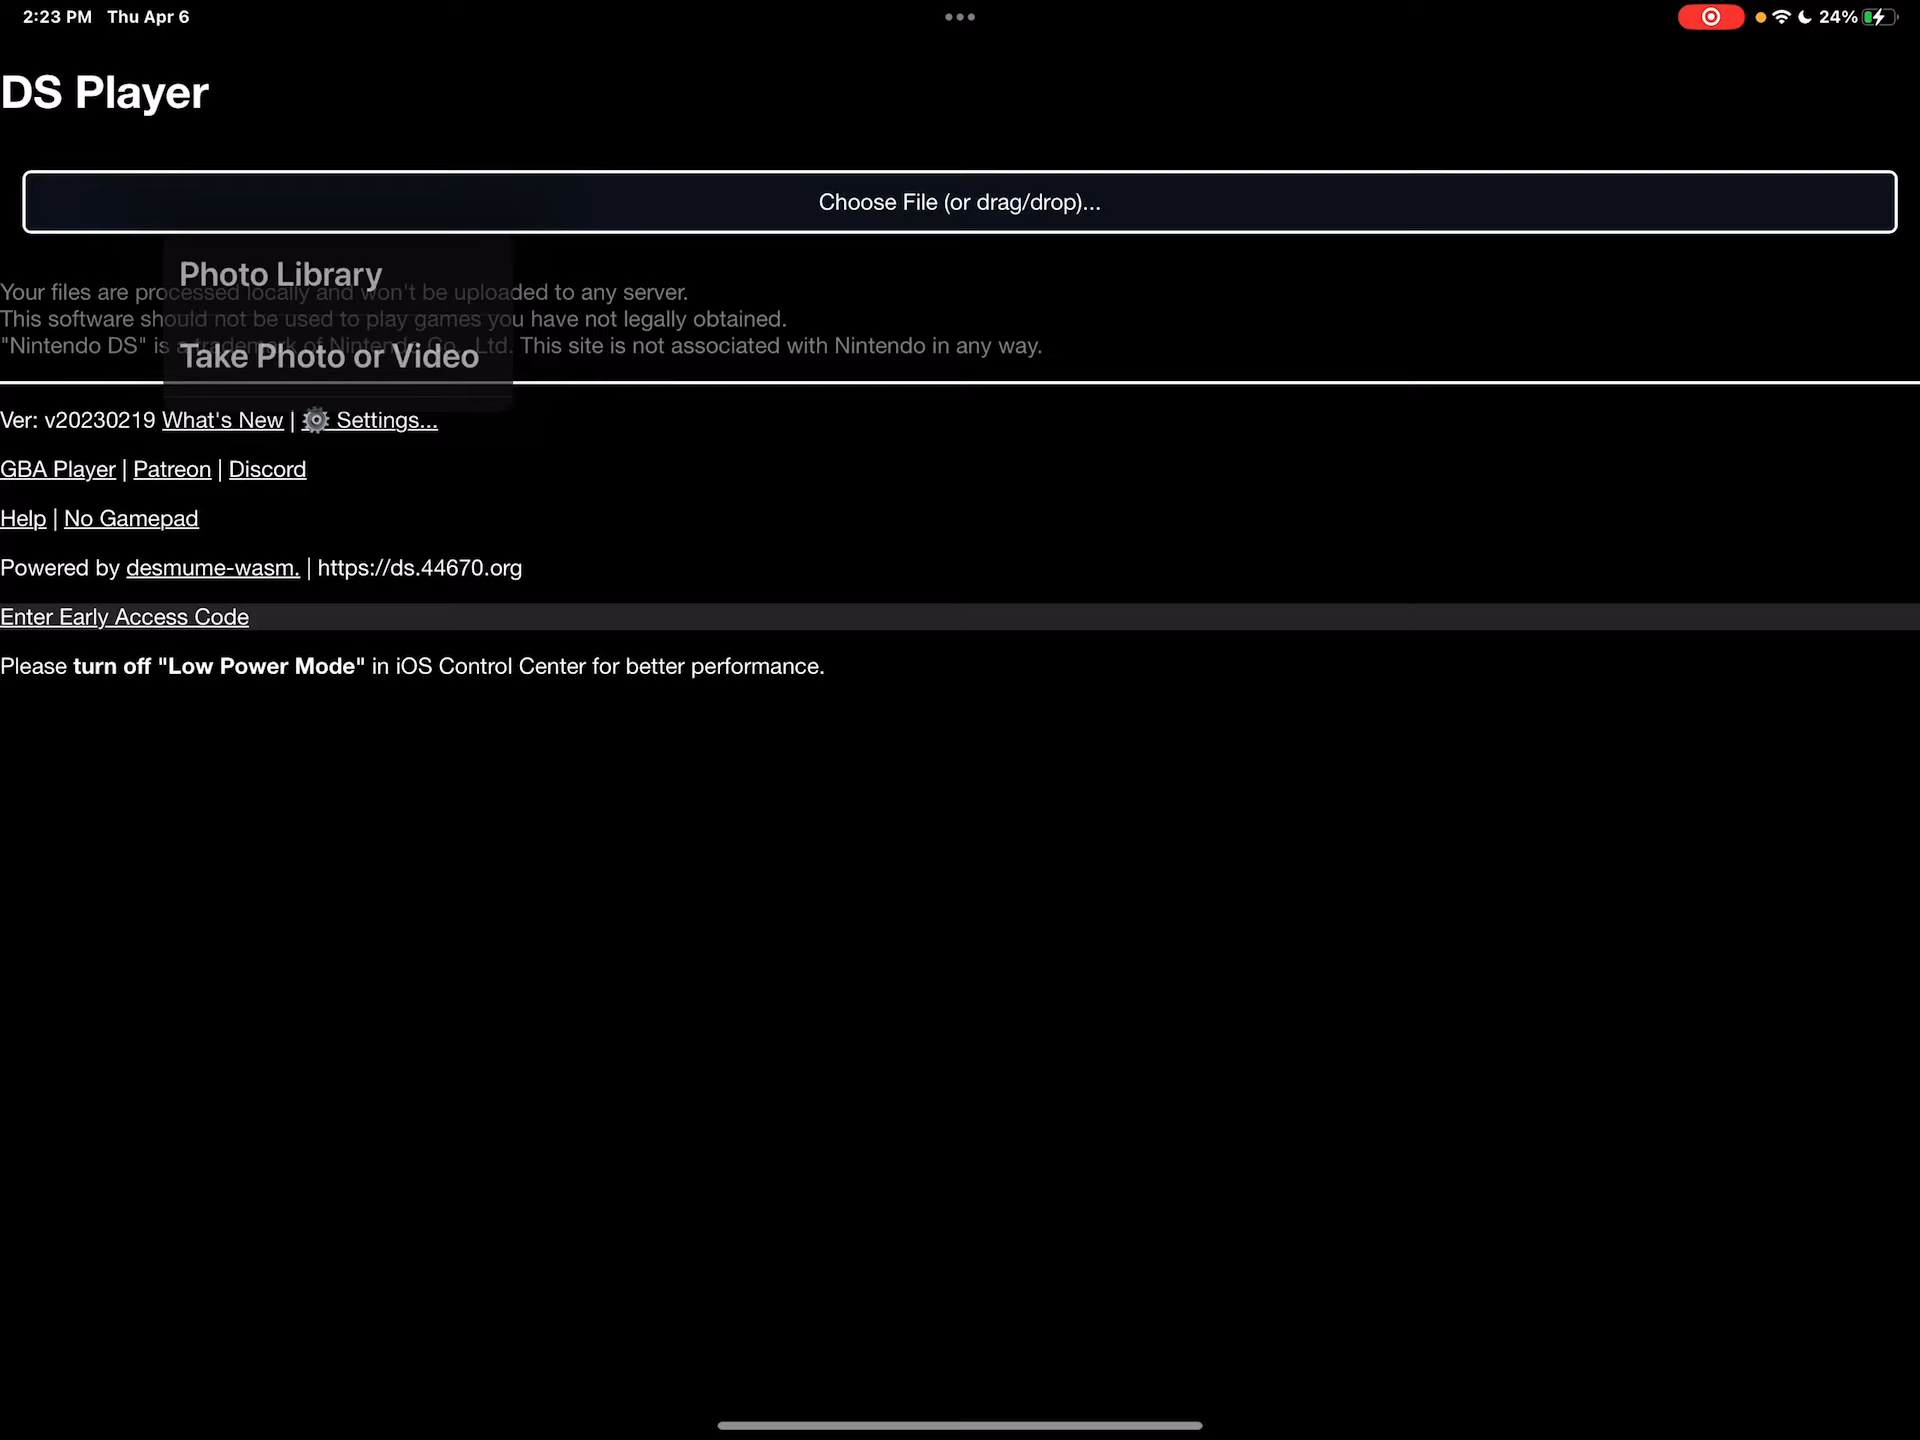 2:23 PM Thu Apr 6
24%
DS Player
Choose File (or drag/drop)...
Photo Library
Your files are processed locally and won't be uploaded to any server.
This software should not be used to play games you have not legally obtained.
"Nintendo DS" is a trademark of Nintendo Co., Ltd. This site is not associated with Nintendo in any way.
Take Photo or Video
Ver: v20230219 What's New | ⚙️ Settings...
GBA Player | Patreon | Discord
Help | No Gamepad
Powered by desmume-wasm. | https://ds.44670.org
Enter Early Access Code
Please turn off "Low Power Mode" in iOS Control Center for better performance.